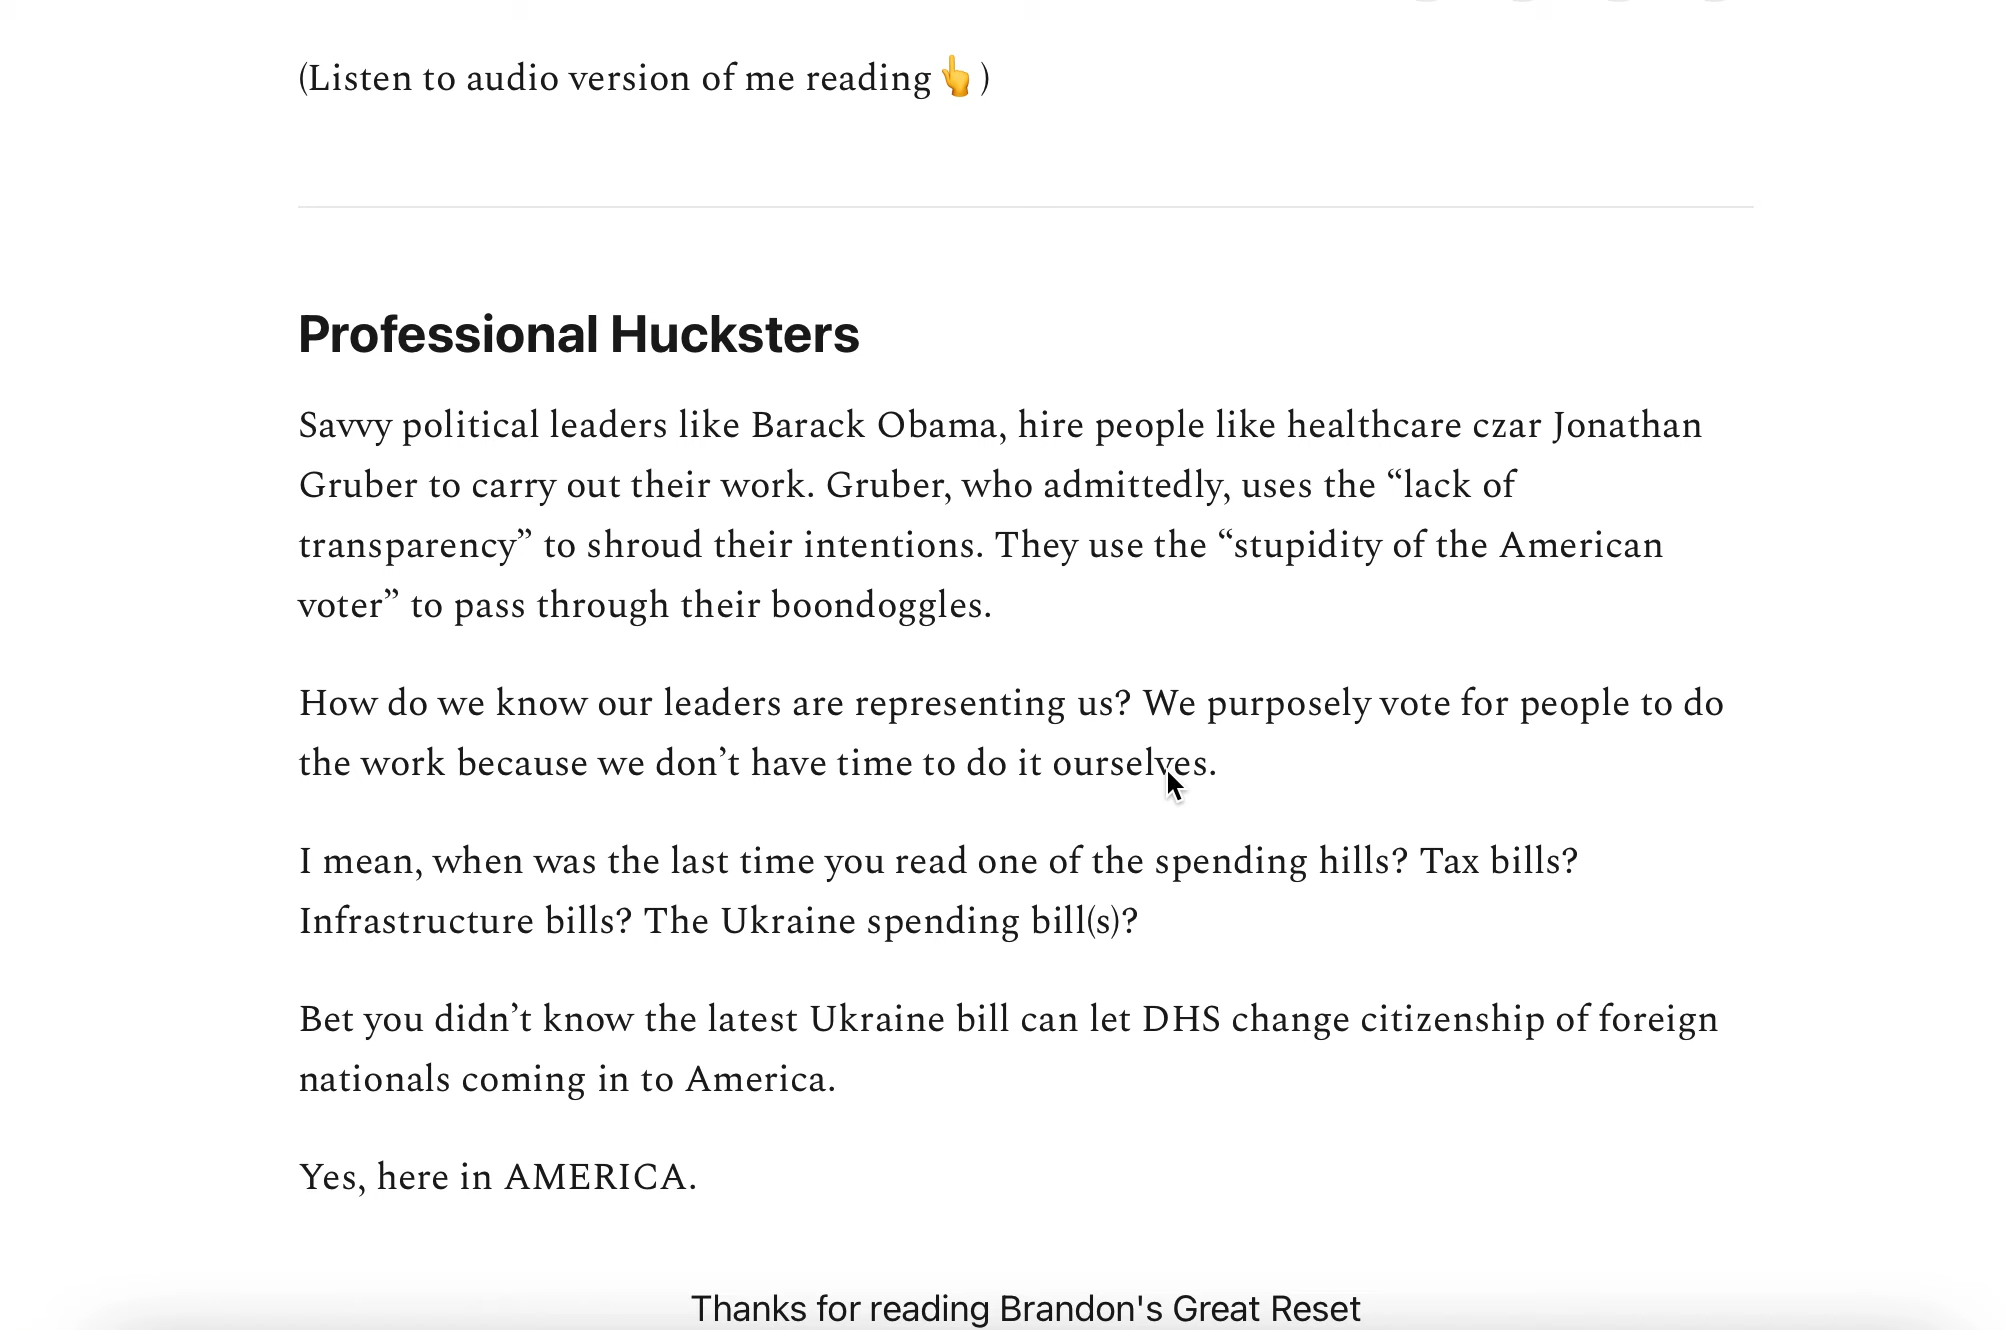 (Listen to audio version of me reading👆)
Professional Hucksters
Savvy political leaders like Barack Obama, hire people like healthcare czar Jonathan
Gruber to carry out their work. Gruber, who admittedly, uses the “lack of
transparency” to shroud their intentions. They use the “stupidity of the American
voter” to pass through their boondoggles.
How do we know our leaders are representing us? We purposely vote for people to do
the work because we don’t have time to do it ourselves.
I mean, when was the last time you read one of the spending hills? Tax bills?
Infrastructure bills? The Ukraine spending bill(s)?
Bet you didn’t know the latest Ukraine bill can let DHS change citizenship of foreign
nationals coming in to America.
Yes, here in AMERICA.
Thanks for reading Brandon's Great Reset